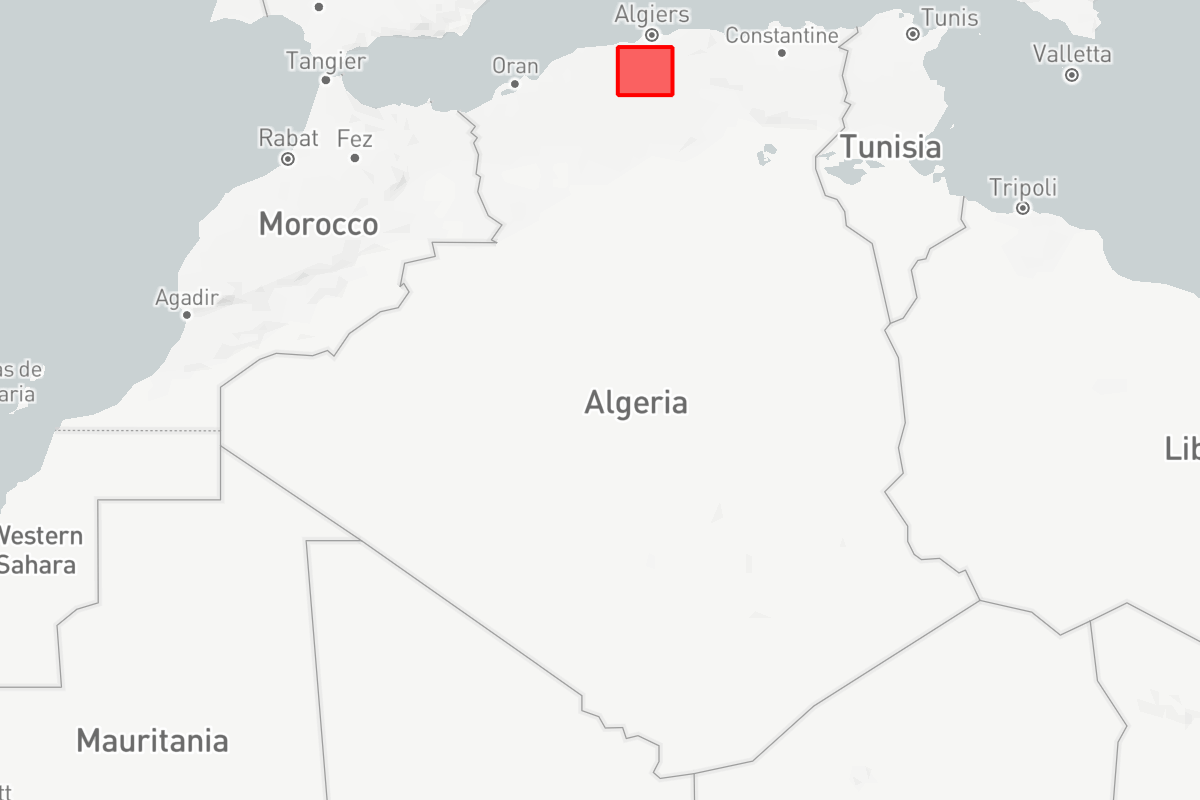 Algiers
Tunis
Constantine
Valletta
Tangier
Oran
Rabat
Fez
Tunisia
Tripoli
Morocco
Agadir
as de
aria
Algeria
Lib
Western
Sahara
Mauritania
tt